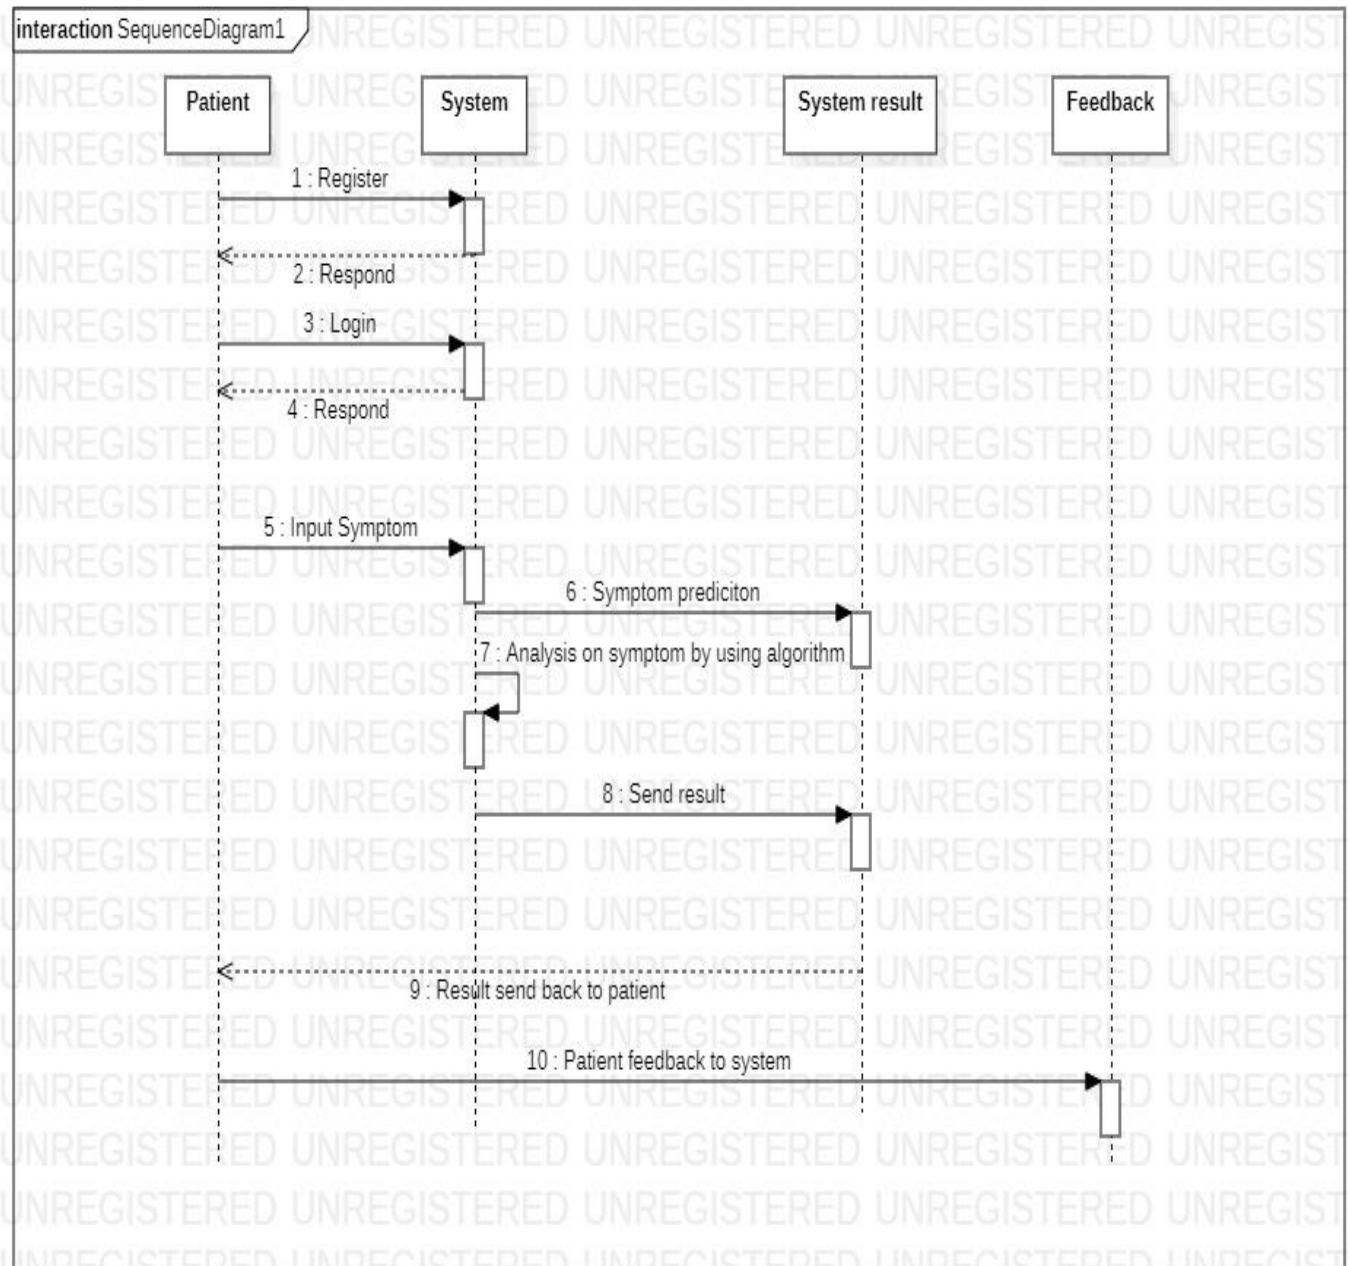 interaction SequenceDiagram1
Patient
System
System result
Feedback
1 : Register
2 : Respond
3 : Login
4 : Respond
5 : Input Symptom
6 : Symptom prediciton
7 : Analysis on symptom by using algorithm
8 : Send result
9 : Result send back to patient
10 : Patient feedback to system
UNREGISTERED